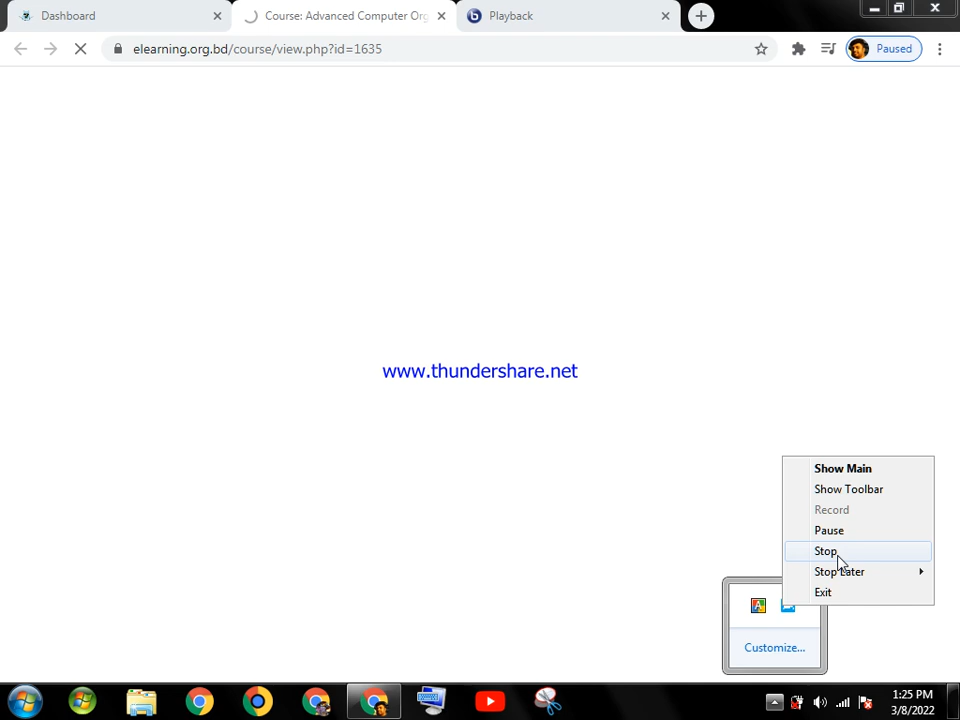 Dashboard
Course: Advanced Computer Org
Playback
elearning.org.bd/course/view.php?id=1635
Paused
www.thundershare.net
Show Main
Show Toolbar
Record
Pause
Stop
Stop Later
Exit
Customize...
1:25 PM
3/8/2022